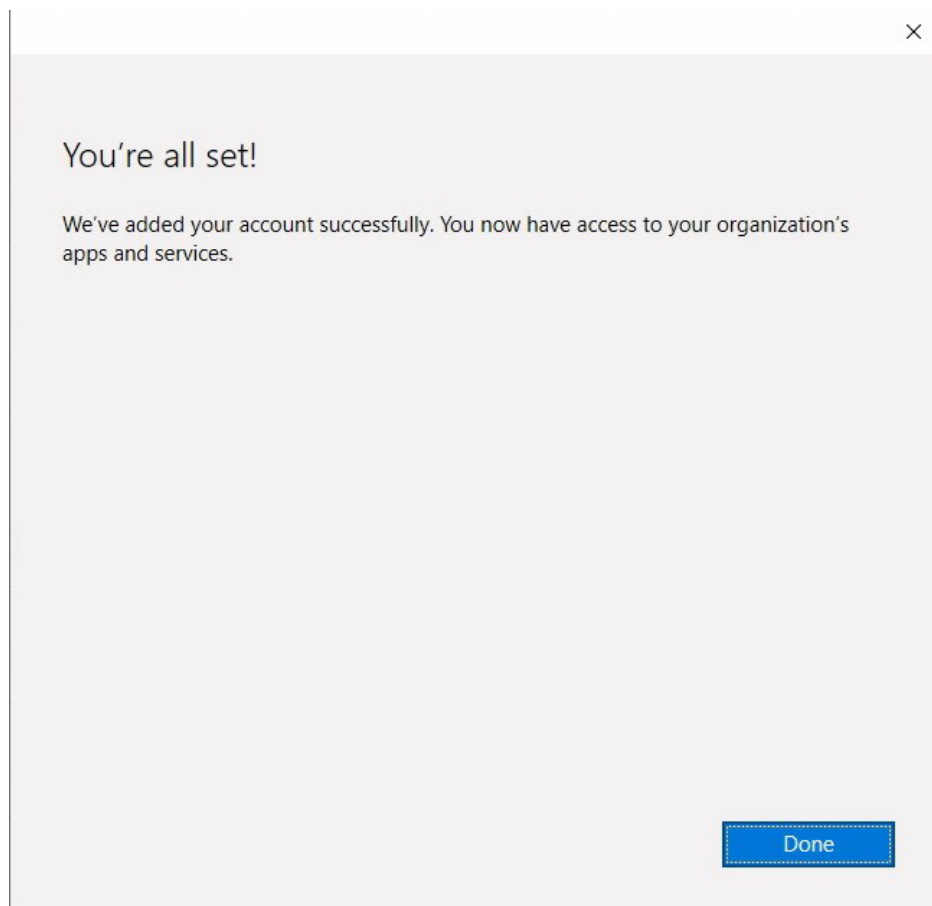 You're all set!
We've added your account successfully. You now have access to your organization's
apps and services.
Done